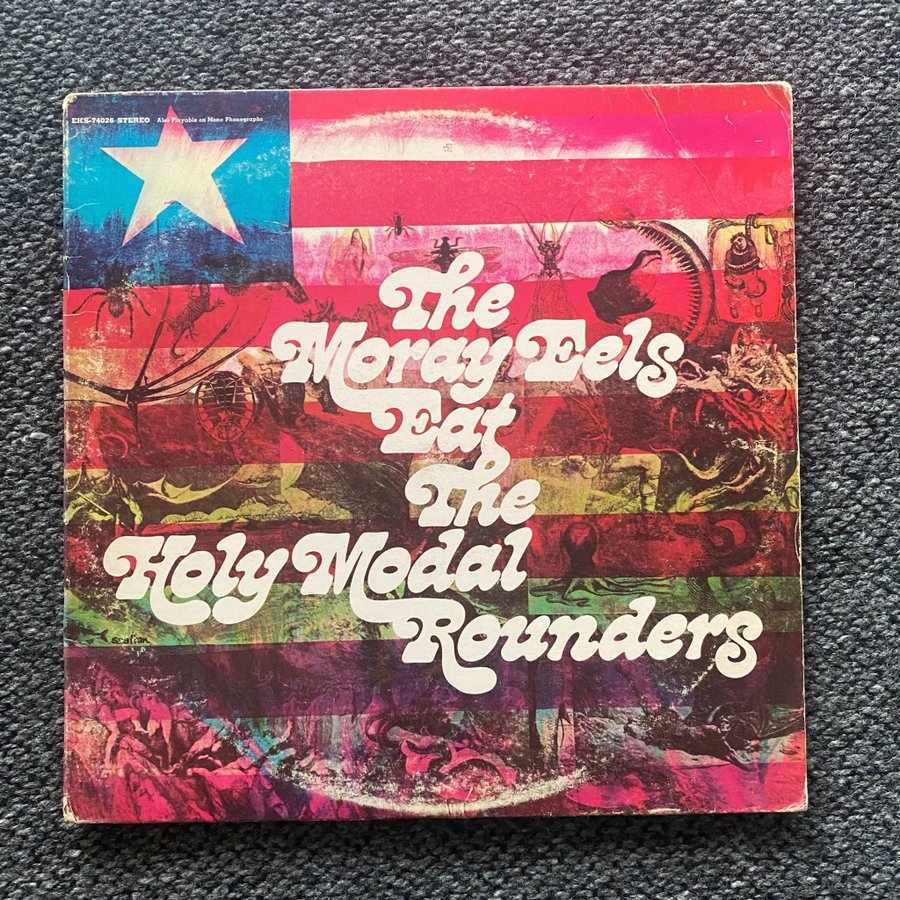 EKS-74026 STEREO Also Playable on Mono Phonographs
The
Moray Eels
Eat
The
Holy Modal
Rounders